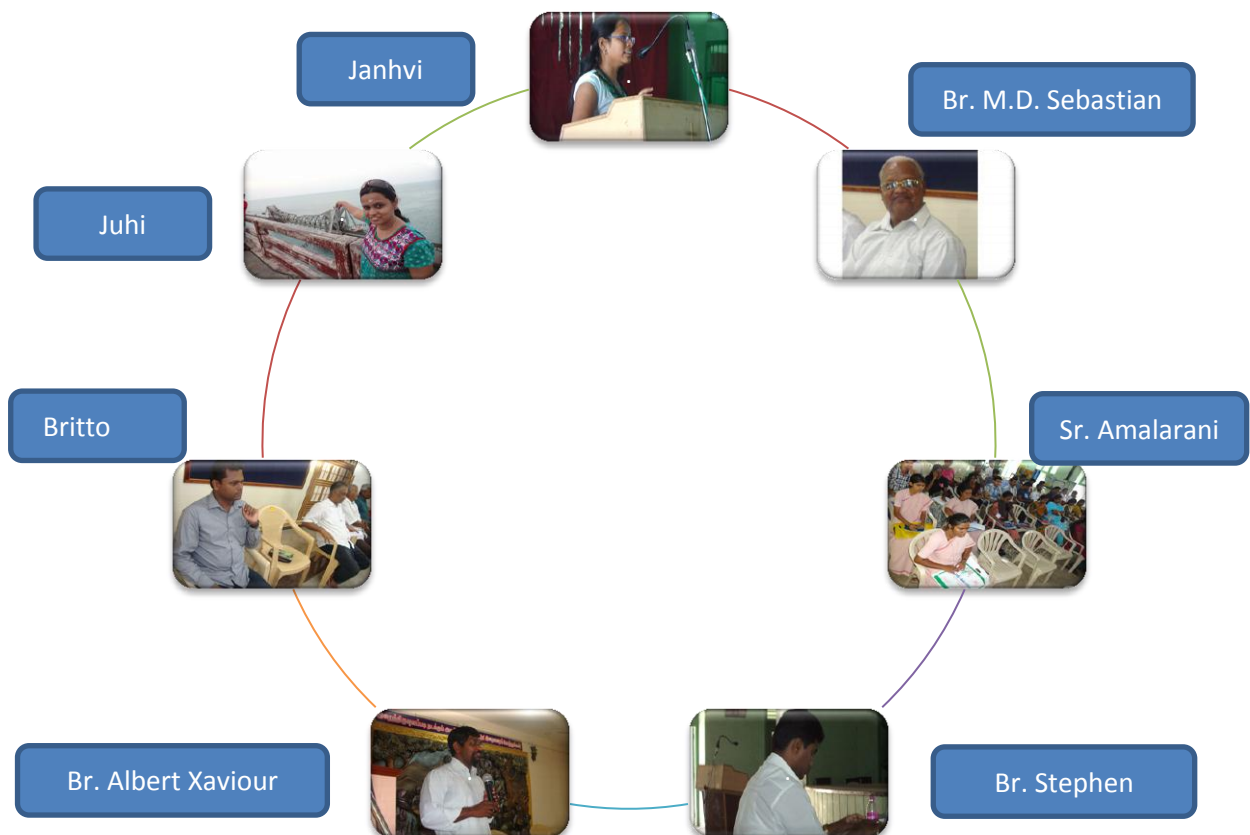 Janhvi
Br. M.D. Sebastian
Juhi
Britto
Sr. Amalarani
Br. Albert Xaviour
Br. Stephen